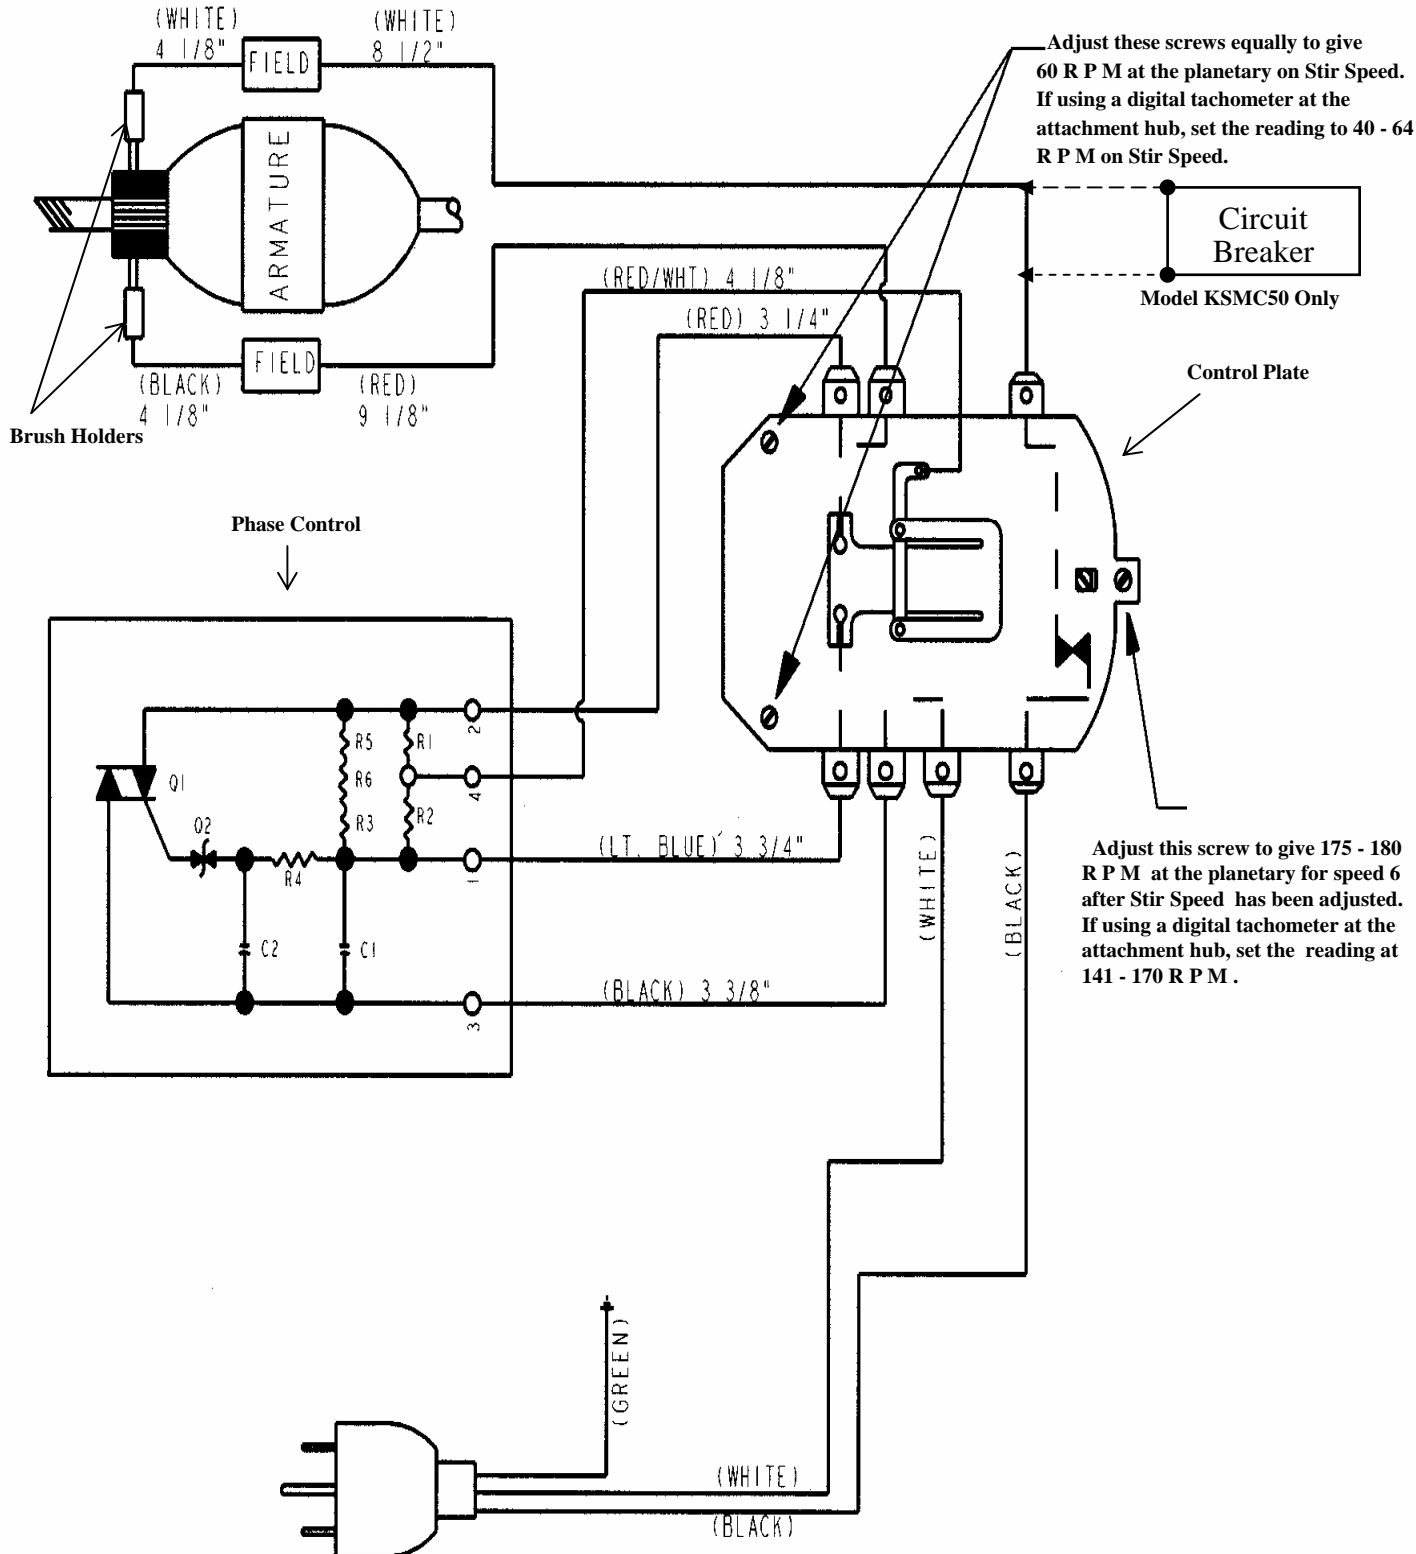 (WHITE)
4 1/8"
(WHITE)
8 1/2"
FIELD
ARMATURE
FIELD
(BLACK)
4 1/8"
(RED)
9 1/8"
Brush Holders
Adjust these screws equally to give
60 R P M at the planetary on Stir Speed.
If using a digital tachometer at the
attachment hub, set the reading to 40 - 64
R P M on Stir Speed.
Circuit
Breaker
Model KSMC50 Only
(RED/WHT) 4 1/8"
(RED) 3 1/4"
Control Plate
Phase Control
R5
R1
2
Q1
R6
4
R2
R3
Q2
(LT. BLUE) 3 3/4"
R4
1
C2
C1
(BLACK) 3 3/8"
3
(WHITE)
(BLACK)
Adjust this screw to give 175 - 180
R P M at the planetary for speed 6
after Stir Speed has been adjusted.
If using a digital tachometer at the
attachment hub, set the reading at
141 - 170 R P M .
(GREEN)
(WHITE)
(BLACK)